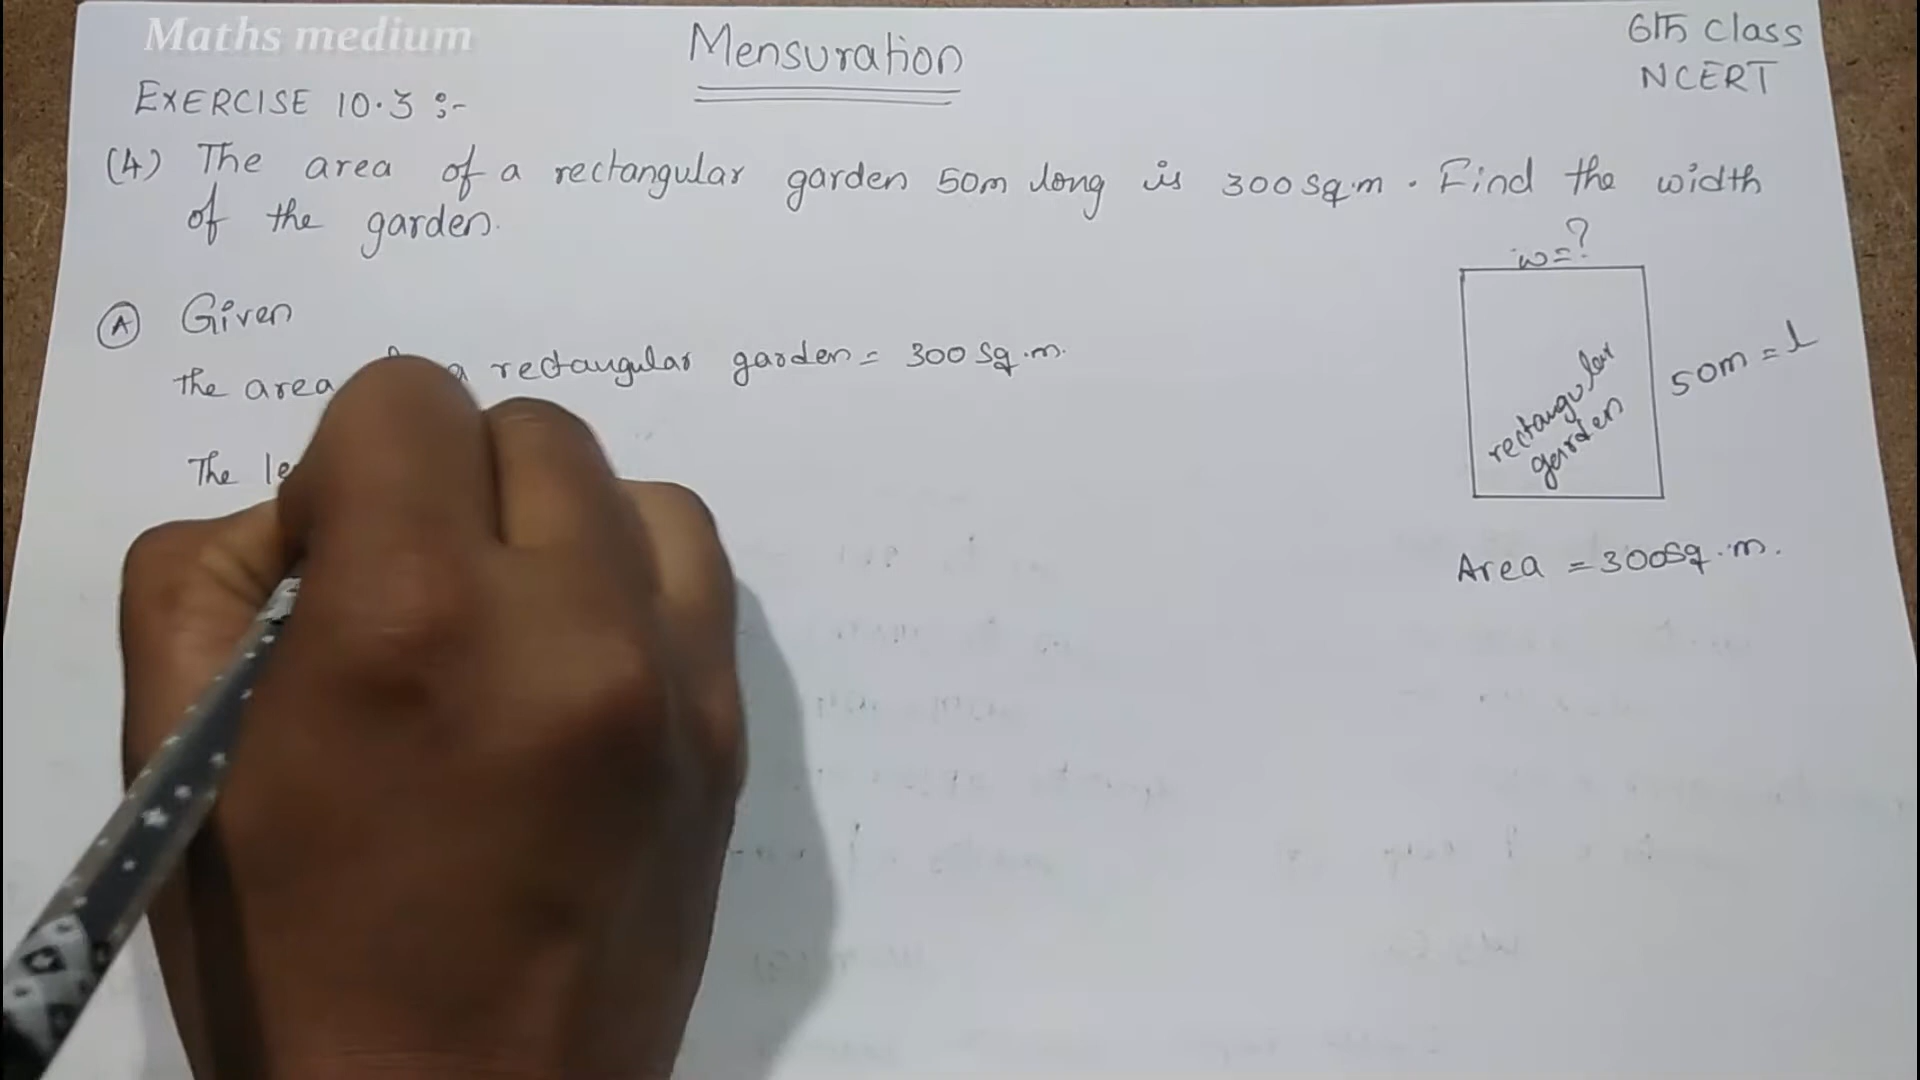 Maths medium
Mensuration
6th class
NCERT
EXERCISE 10.3 :-
(4) The area of a rectangular garden 50m long is 300 sq.m. Find the width
of the garden.
w=?
A Given
The area a rectangular garden = 300 sq.m.
50m = l
rectangular
garden
The
Area = 300sq.m.